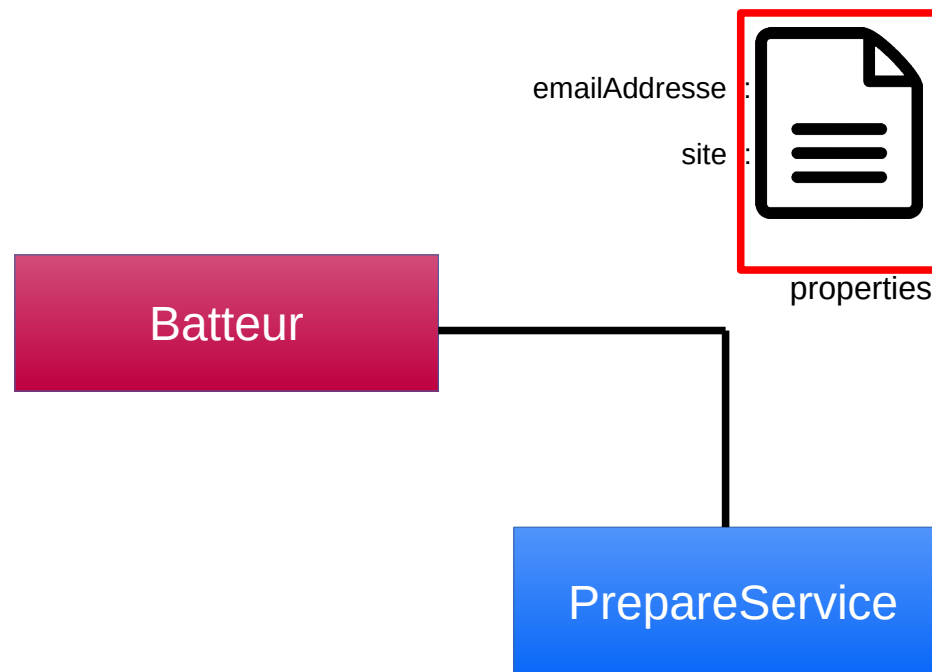 emailAddresse :
site :
properties
Batteur
PrepareService